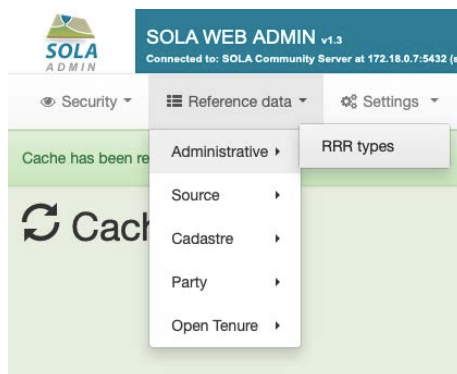 SOLA
ADMIN
SOLA WEB ADMIN v1.3
Connected to: SOLA Community Server at 172.18.0.7:5432 (s
Security Reference data Settings
Cache has been re
Administrative RRR types
Source
Cach
Cadastre
Party
Open Tenure